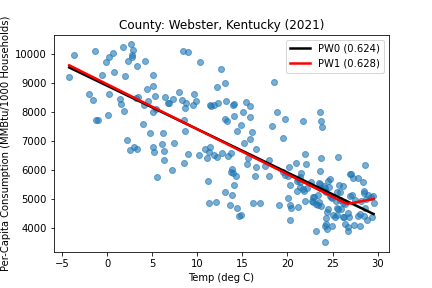 County: Webster, Kentucky (2021)
PW0 (0.624)
PW1 (0.628)
Per-Capita Consumption (MMBtu/1000 Households)
10000
9000
8000
7000
6000
5000
4000
−5 0 5 10 15 20 25 30
Temp (deg C)